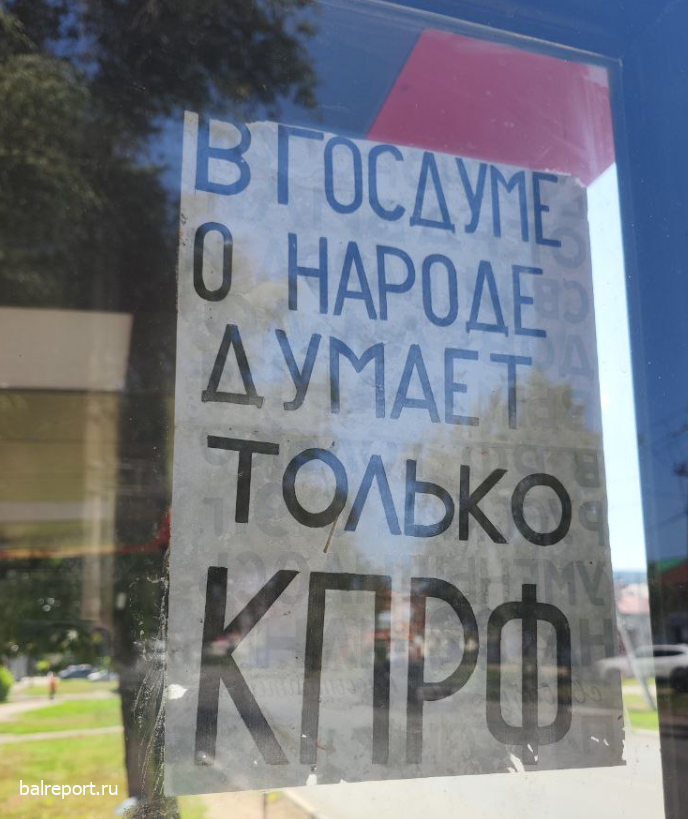 В ГОСДУМЕ
О НАРОДЕ
ДУМАЕТ
ТОЛЬКО
КПРФ
balreport.ru